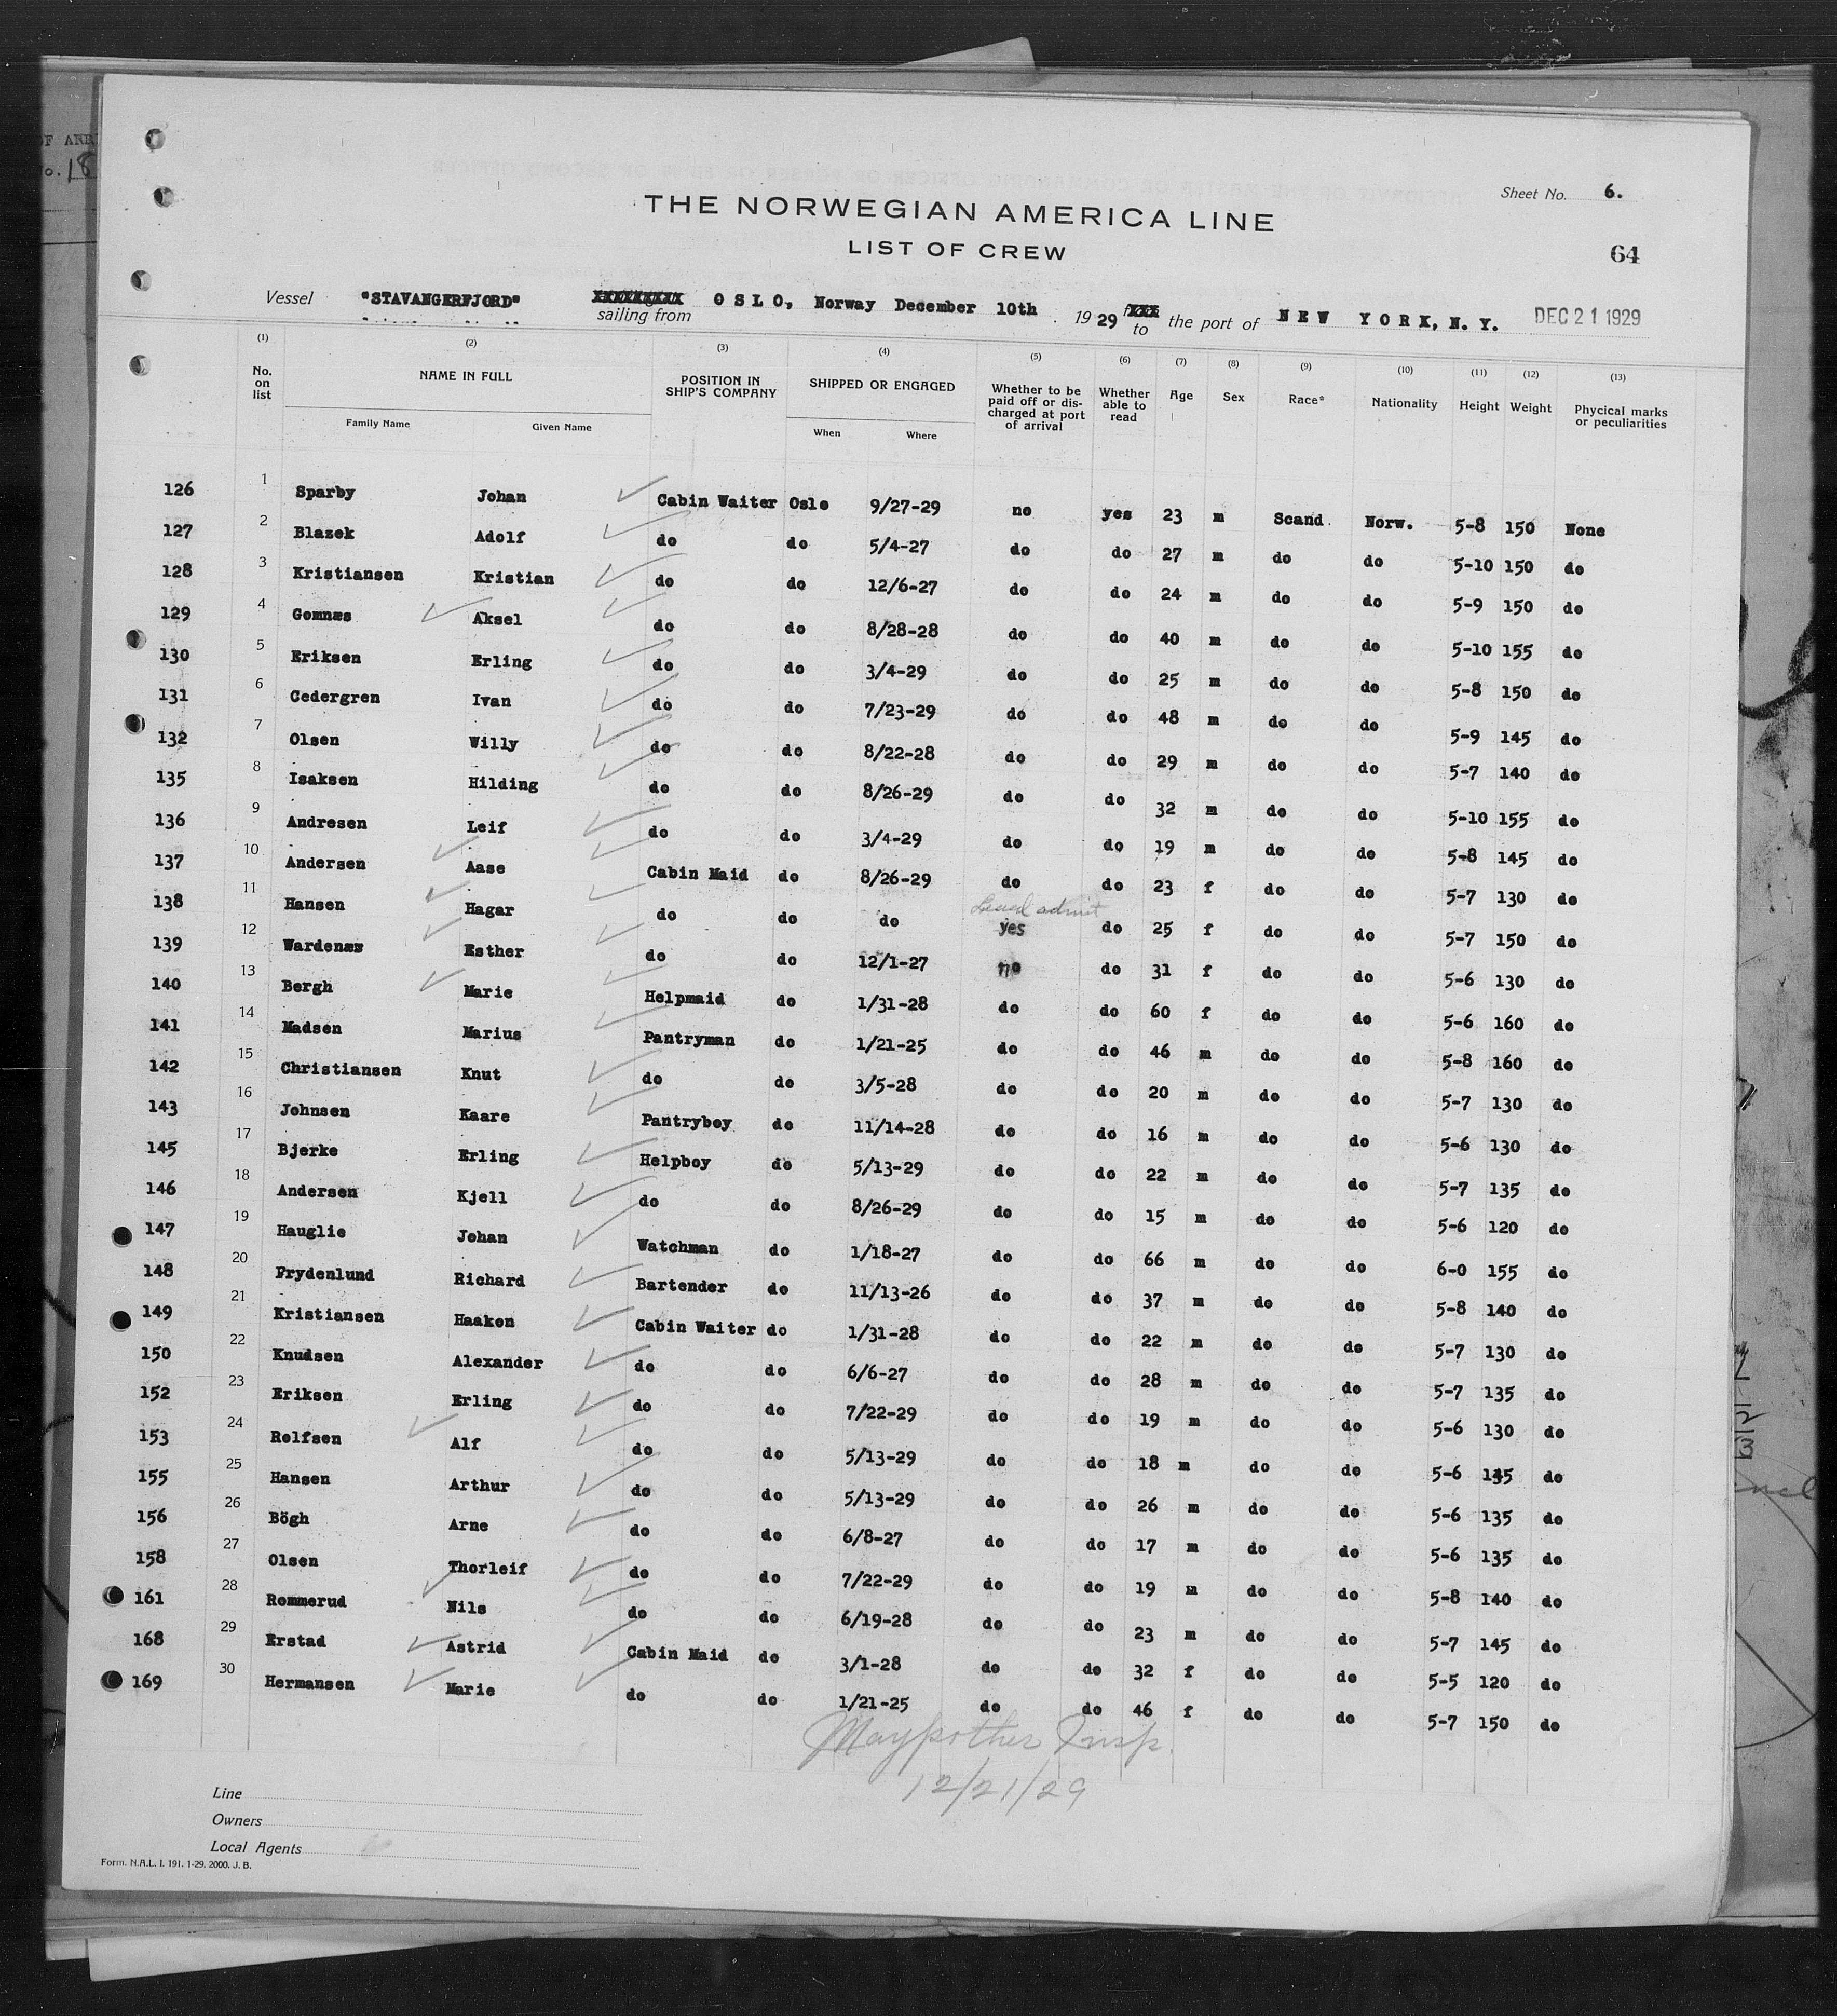 OF ARRI
No. 18
Sheet No. 6.
THE NORWEGIAN AMERICA LINE
LIST OF CREW
64
Vessel "STAVANGERFJORD" XXXXXXXXX sailing from OSLO, Norway December 10th 1929 XXX to the port of NEW YORK, N. Y. DEC 21 1929
(1) (2) (3) (4) (5) (6) (7) (8) (9) (10) (11) (12) (13)
No. on list NAME IN FULL POSITION IN SHIP'S COMPANY SHIPPED OR ENGAGED Whether to be paid off or discharged at port of arrival Whether able to read Age Sex Race* Nationality Height Weight Phycical marks or peculiarities
Family Name Given Name When Where
126 1 Sparby Johan Cabin Waiter Oslo 9/27-29 no yes 23 m Scand. Norw. 5-8 150 None
127 2 Blazek Adolf do do 5/4-27 do do 27 m do do 5-10 150 do
128 3 Kristiansen Kristian do do 12/6-27 do do 24 m do do 5-9 150 do
129 4 Gomnæs Aksel do do 8/28-28 do do 40 m do do 5-10 155 do
130 5 Eriksen Erling do do 3/4-29 do do 25 m do do 5-8 150 do
131 6 Cedergren Ivan do do 7/23-29 do do 48 m do do 5-9 145 do
132 7 Olsen Willy do do 8/22-28 do do 29 m do do 5-7 140 do
135 8 Isaksen Hilding do do 8/26-29 do do 32 m do do 5-10 155 do
136 9 Andresen Leif do do 3/4-29 do do 19 m do do 5-8 145 do
137 10 Andersen Aase Cabin Maid do 8/26-29 do do 23 f do do 5-7 130 do
admit
138 11 Hansen Hagar do do do yes do 25 f do do 5-7 150 do
139 12 Wardenæs Esther do do 12/1-27 no do 31 f do do 5-6 130 do
140 13 Bergh Marie Helpmaid do 1/31-28 do do 60 f do do 5-6 160 do
141 14 Madsen Marius Pantryman do 1/21-25 do do 46 m do do 5-8 160 do
142 15 Christiansen Knut do do 3/5-28 do do 20 m do do 5-7 130 do
143 16 Johnsen Kaare Pantryboy do 11/14-28 do do 16 m do do 5-6 130 do
145 17 Bjerke Erling Helpboy do 5/13-29 do do 22 m do do 5-7 135 do
146 18 Andersen Kjell do do 8/26-29 do do 15 m do do 5-6 120 do
147 19 Hauglie Johan Watchman do 1/18-27 do do 66 m do do 6-0 155 do
148 20 Frydenlund Richard Bartender do 11/13-26 do do 37 m do do 5-8 140 do
149 21 Kristiansen Haakon Cabin Waiter do 1/31-28 do do 22 m do do 5-7 130 do
150 22 Knudsen Alexander do do 6/6-27 do do 28 m do do 5-7 135 do
152 23 Eriksen Erling do do 7/22-29 do do 19 m do do 5-6 130 do
153 24 Rolfsen Alf do do 5/13-29 do do 18 m do do 5-6 135 do
155 25 Hansen Arthur do do 5/13-29 do do 26 m do do 5-6 135 do
156 26 Bögh Arne do do 6/8-27 do do 17 m do do 5-6 135 do
158 27 Olsen Thorleif do do 7/22-29 do do 19 m do do 5-8 140 do
161 28 Rommerud Nils do do 6/19-28 do do 23 m do do 5-7 145 do
168 29 Erstad Astrid Cabin Maid do 3/1-28 do do 32 f do do 5-5 120 do
169 30 Hermansen Marie do do 1/21-25 do do 46 f do do 5-7 150 do
Maypother Insp.
12/21/29
Line
Owners
Local Agents
Form. N.A.L. I. 191. 1-29. 2000. J. B.